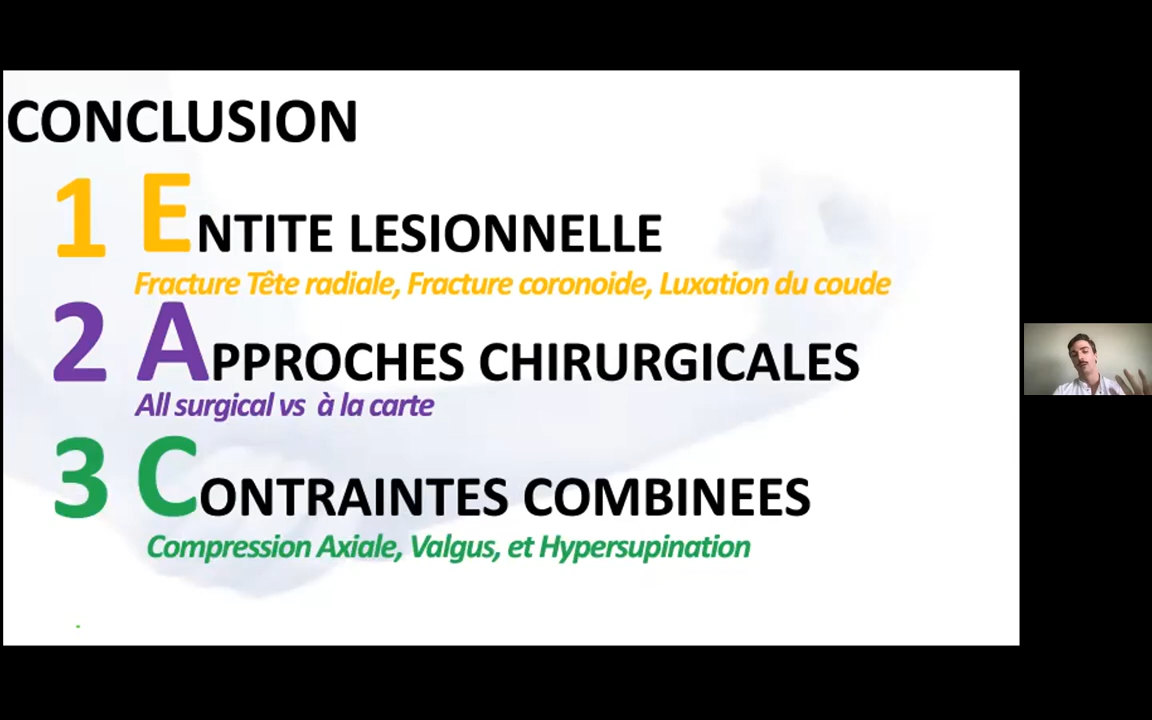 CONCLUSION
1 ENTITE LESIONNELLE
Fracture Tête radiale, Fracture coronoide, Luxation du coude
2 APPROCHES CHIRURGICALES
All surgical vs à la carte
3 CONTRAINTES COMBINEES
Compression Axiale, Valgus, et Hypersupination